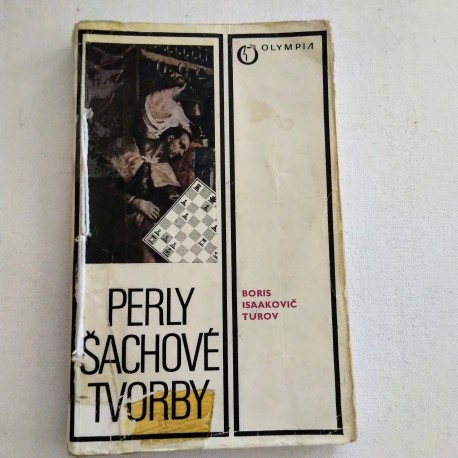 OLYMPIA
PERLY
ŠACHOVÉ
TVORBY
BORIS
ISAAKOVIČ
TUROV